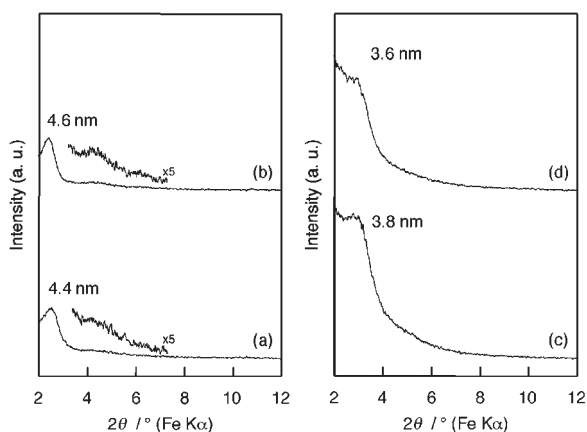 4.6 nm
x5
(b)
4.4 nm
x5
(a)
Intensity (a. u.)
2 4 6 8 10 12
2θ / ° (Fe Kα)
3.6 nm
(d)
3.8 nm
(c)
Intensity (a. u.)
2 4 6 8 10 12
2θ / ° (Fe Kα)